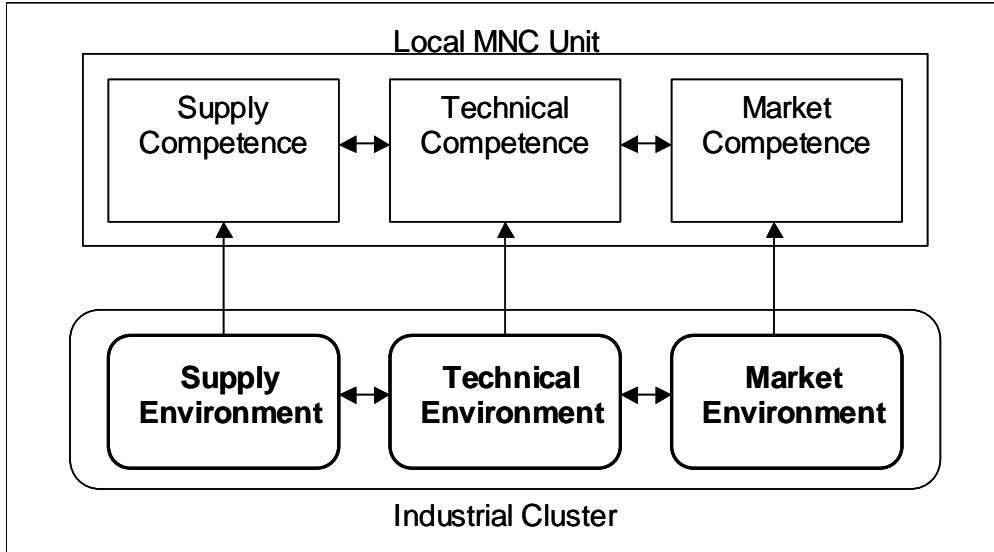 Local MNC Unit
Supply
Competence
Technical
Competence
Market
Competence
Supply
Environment
Technical
Environment
Market
Environment
Industrial Cluster